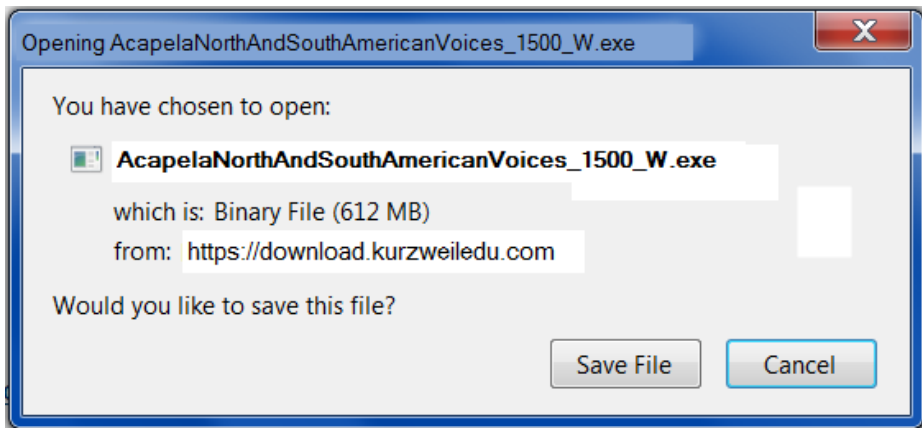 Opening AcapelaNorthAndSouthAmericanVoices_1500_W.exe
You have chosen to open:
AcapelaNorthAndSouthAmericanVoices_1500_W.exe
which is: Binary File (612 MB)
from: https://download.kurzweiledu.com
Would you like to save this file?
Save File Cancel